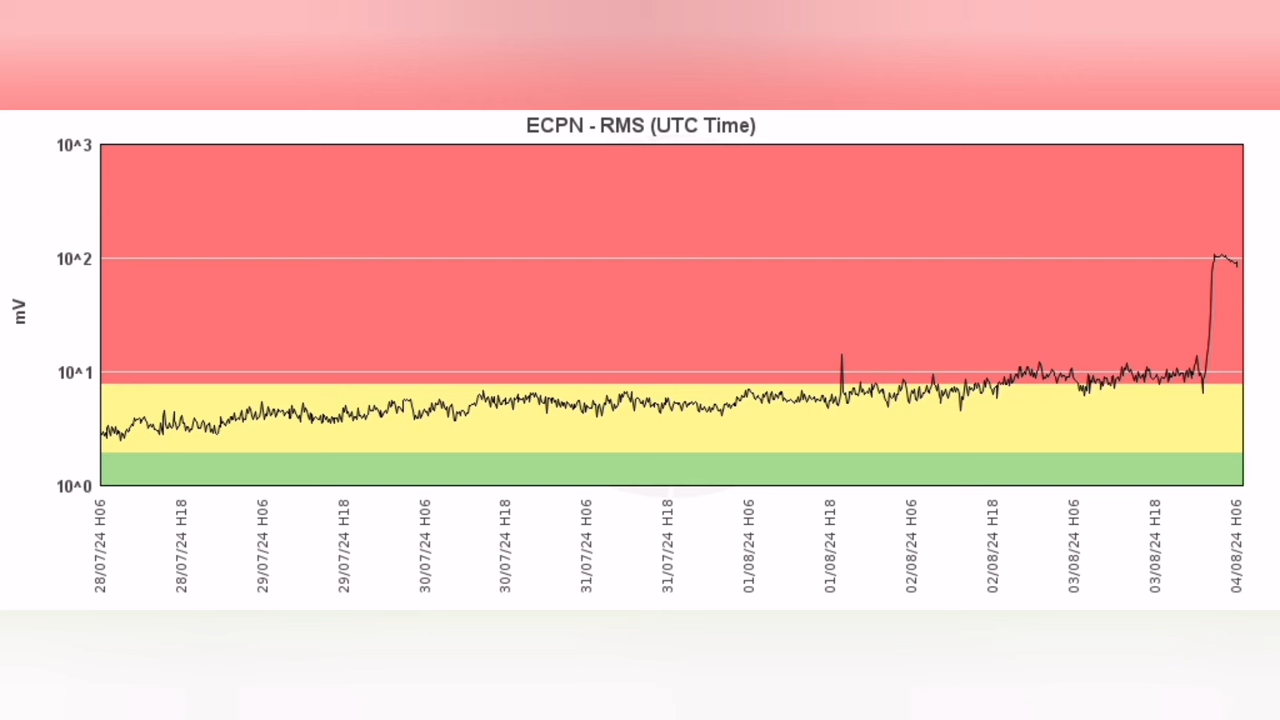 ECPN - RMS (UTC Time)
10^3
10^2
10^1
10^0
mV
28/07/24 H06
28/07/24 H18
29/07/24 H06
29/07/24 H18
30/07/24 H06
30/07/24 H18
31/07/24 H06
31/07/24 H18
01/08/24 H06
01/08/24 H18
02/08/24 H06
02/08/24 H18
03/08/24 H06
03/08/24 H18
04/08/24 H06